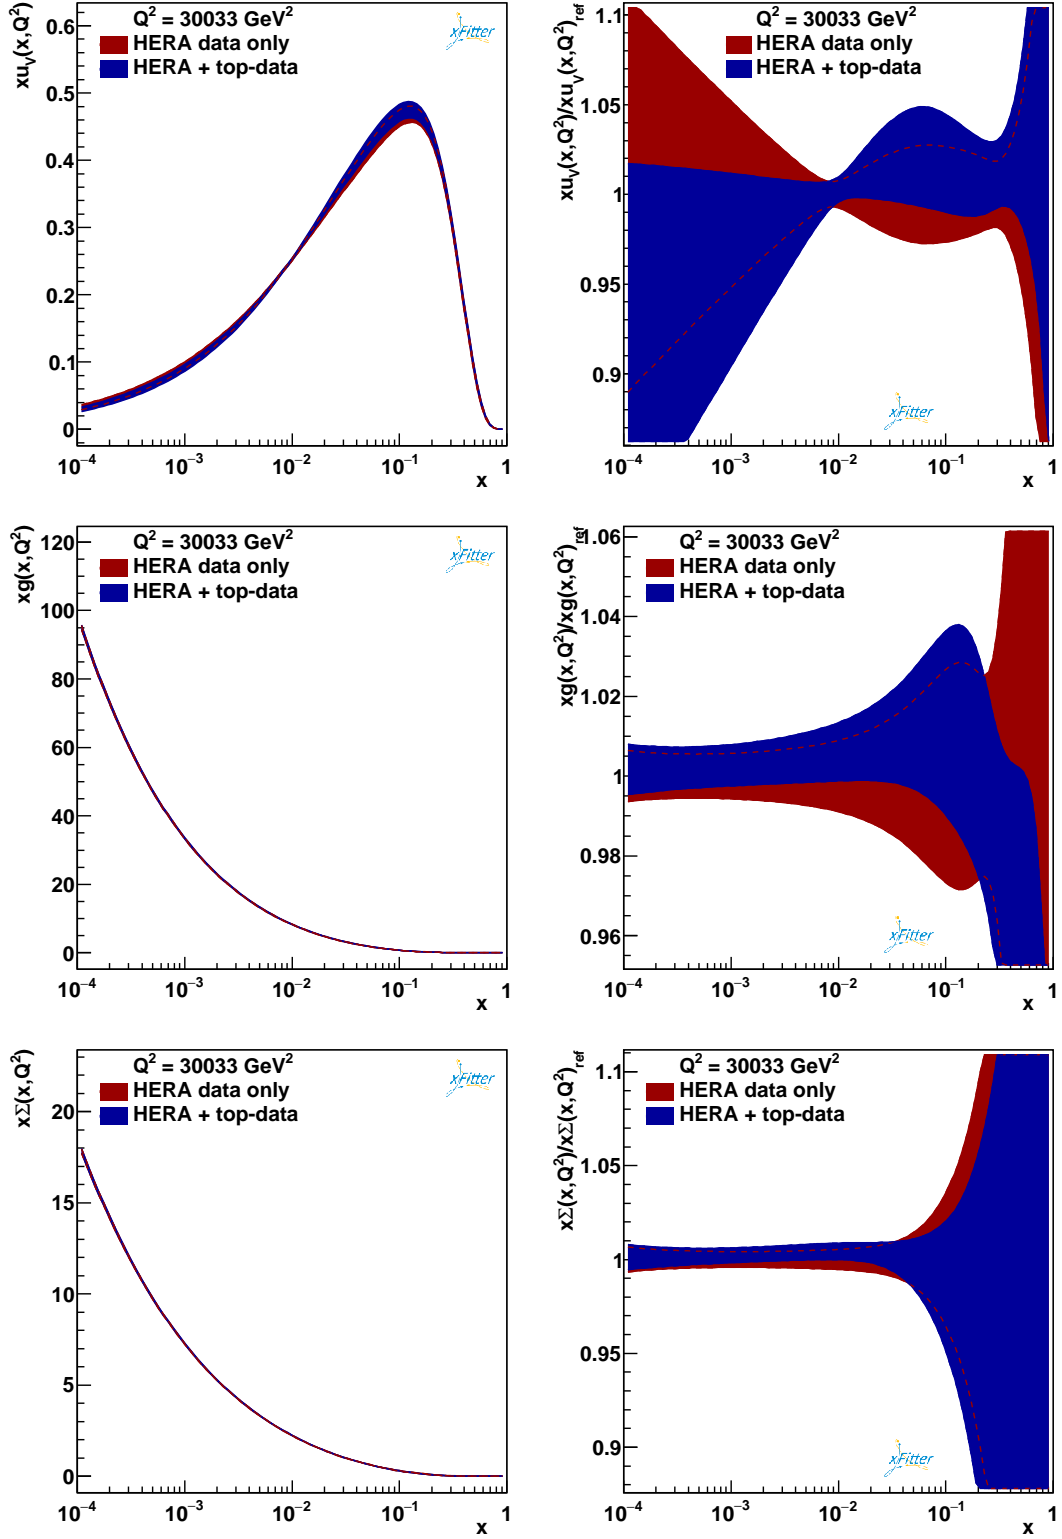 Q² = 30033 GeV²
HERA data only
HERA + top-data
xFitter
xu_V(x,Q²)
0.6
0.5
0.4
0.3
0.2
0.1
0
10⁻⁴ 10⁻³ 10⁻² 10⁻¹ 1
x
Q² = 30033 GeV²
HERA data only
HERA + top-data
xFitter
xu_V(x,Q²)/xu_V(x,Q²)_ref
1.1
1.05
1
0.95
0.9
10⁻⁴ 10⁻³ 10⁻² 10⁻¹ 1
x
Q² = 30033 GeV²
HERA data only
HERA + top-data
xFitter
xg(x,Q²)
120
100
80
60
40
20
0
10⁻⁴ 10⁻³ 10⁻² 10⁻¹ 1
x
Q² = 30033 GeV²
HERA data only
HERA + top-data
xFitter
xg(x,Q²)/xg(x,Q²)_ref
1.06
1.04
1.02
1
0.98
0.96
10⁻⁴ 10⁻³ 10⁻² 10⁻¹ 1
x
Q² = 30033 GeV²
HERA data only
HERA + top-data
xFitter
xΣ(x,Q²)
20
15
10
5
0
10⁻⁴ 10⁻³ 10⁻² 10⁻¹ 1
x
Q² = 30033 GeV²
HERA data only
HERA + top-data
xFitter
xΣ(x,Q²)/xΣ(x,Q²)_ref
1.1
1.05
1
0.95
0.9
10⁻⁴ 10⁻³ 10⁻² 10⁻¹ 1
x